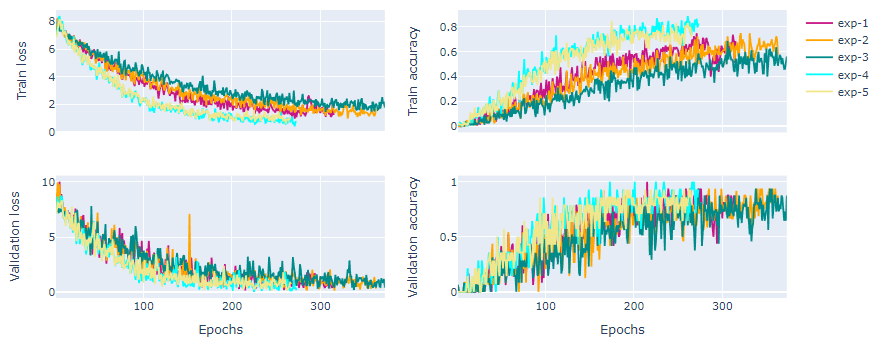 Train loss
8
6
4
2
0
Train accuracy
0.8
0.6
0.4
0.2
0
exp-1
exp-2
exp-3
exp-4
exp-5
Validation loss
10
5
0
100
200
300
Epochs
Validation accuracy
1
0.5
0
100
200
300
Epochs